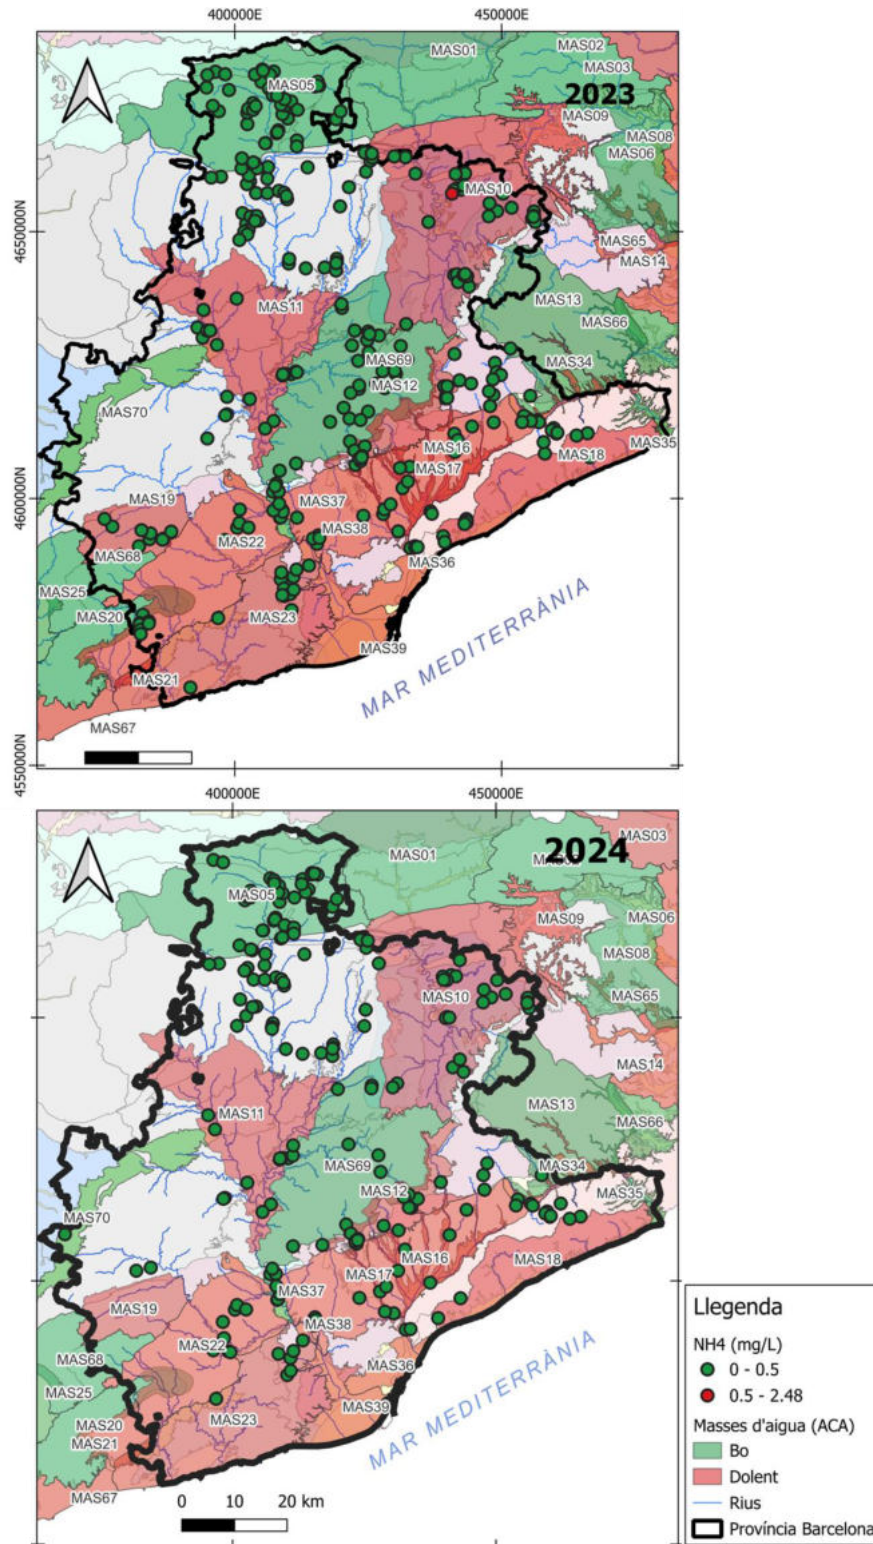 400000E
450000E
MAS01
MAS02
MAS03
MAS05
2023
MAS09
MAS08
MAS06
MAS10
4650000N
MAS65
MAS14
MAS11
MAS13
MAS66
MAS69
MAS34
MAS12
MAS70
MAS16
MAS35
MAS18
MAS17
MAS19
MAS37
4600000N
MAS22
MAS38
MAS68
MAS36
MAS25
MAS20
MAS23
MAS39
MAR MEDITERRÀNIA
MAS21
MAS67
4550000N
400000E
450000E
MAS03
2024
MAS01
MAS05
MAS09
MAS06
MAS08
MAS65
MAS10
MAS14
MAS11
MAS13
MAS66
MAS69
MAS34
MAS12
MAS35
MAS70
MAS16
MAS18
MAS17
MAS37
MAS19
MAS38
MAS22
MAS68
MAS36
MAS25
MAS39
MAS23
MAS20
MAS21
MAR MEDITERRÀNIA
MAS67
0 10 20 km
Llegenda
NH4 (mg/L)
0 - 0.5
0.5 - 2.48
Masses d'aigua (ACA)
Bo
Dolent
Rius
Província Barcelona